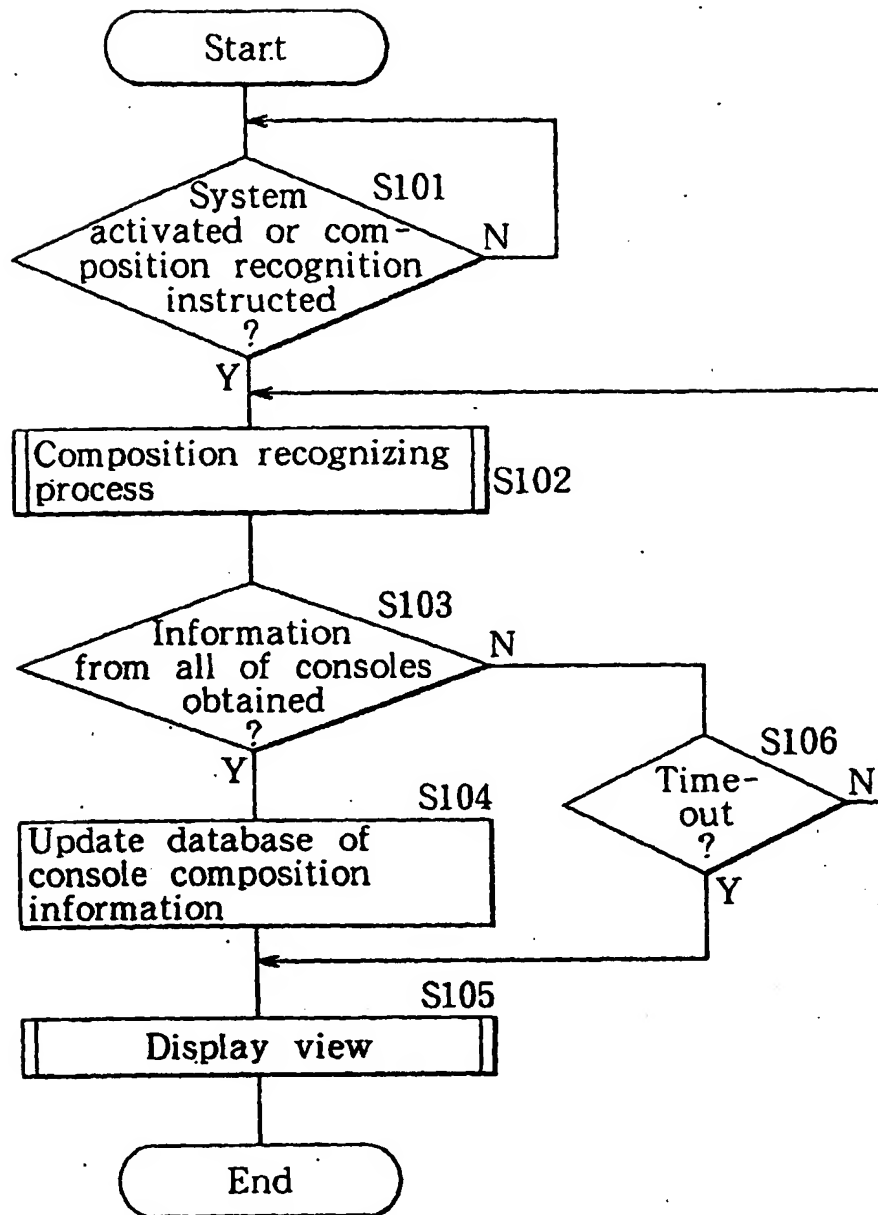 Start
S101
System
activated or com-
position recognition
instructed
?
N
Y
Composition recognizing
process
S102
S103
Information
from all of consoles
obtained
?
N
Y
S106
Time-
out
?
N
Y
S104
Update database of
console composition
information
S105
Display view
End